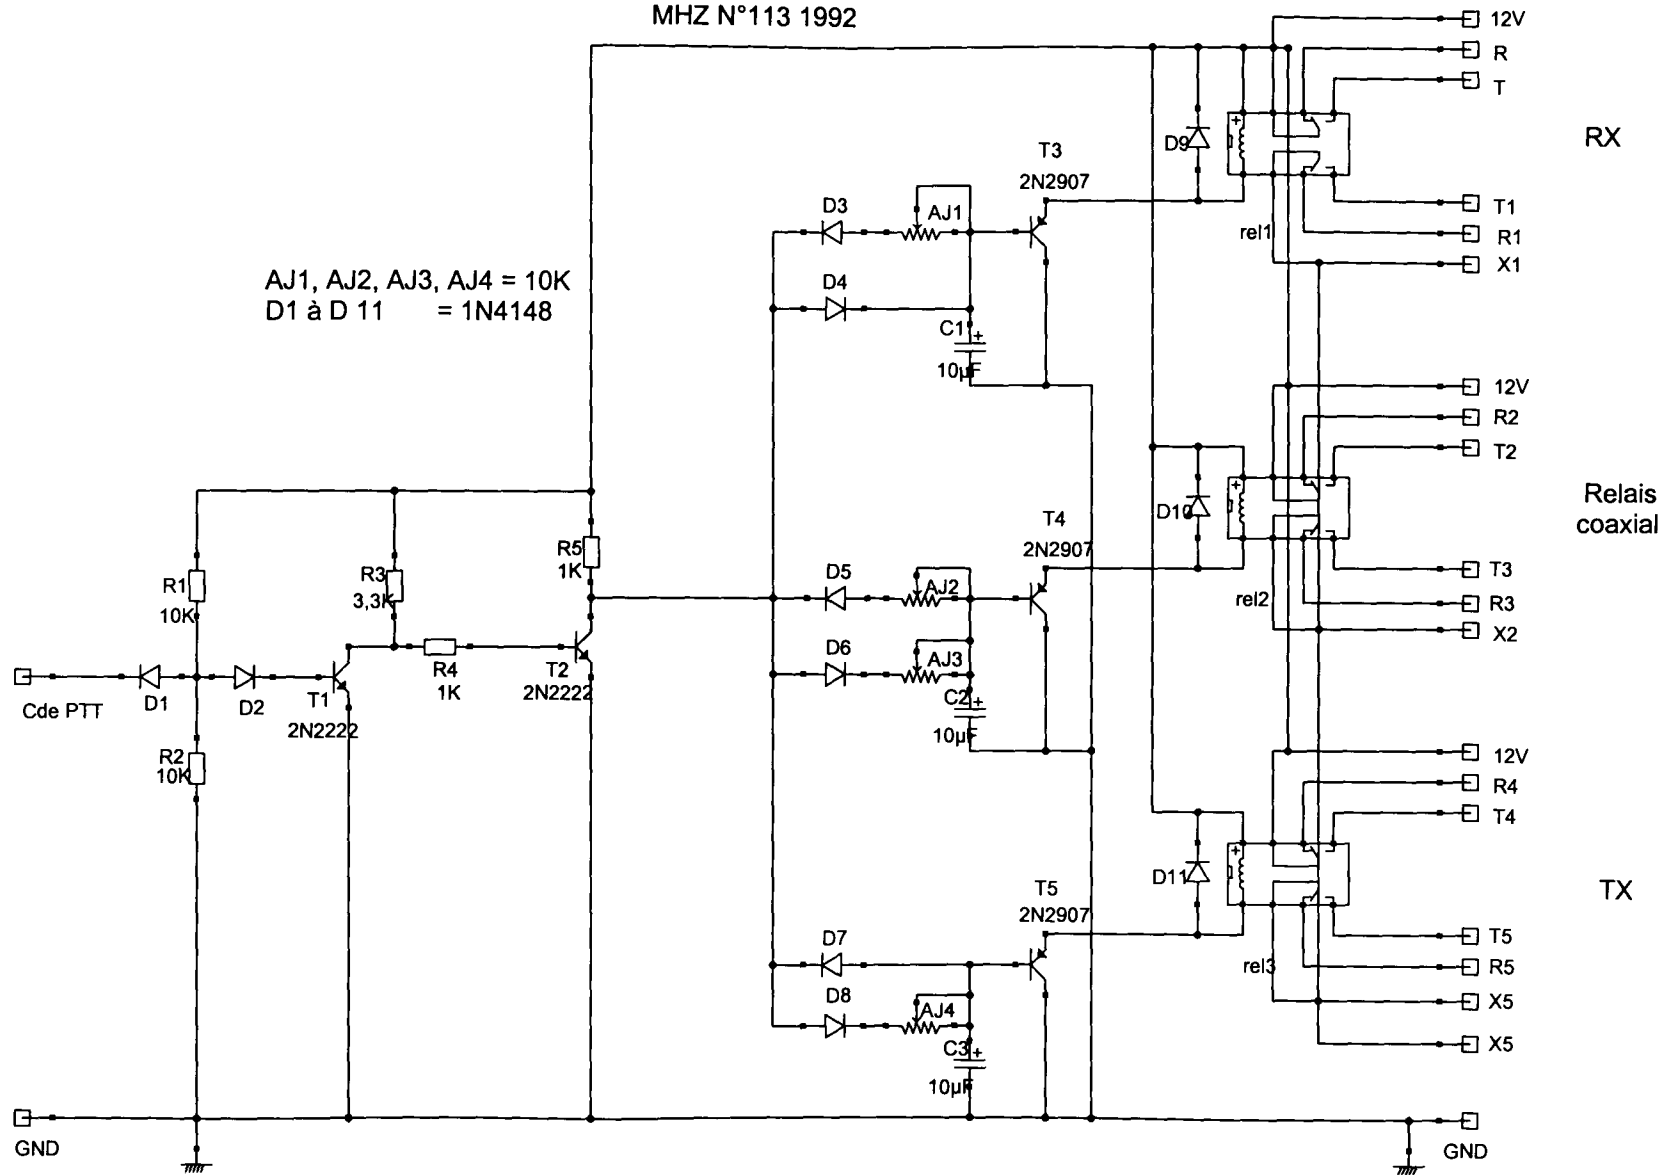 MHZ N°113 1992
12V
R
T
RX
D9
T3
2N2907
T1
R1
X1
rel1
D3
AJ1
D4
C1
+
10µF
AJ1, AJ2, AJ3, AJ4 = 10K
D1 à D 11 = 1N4148
12V
R2
T2
Relais
coaxial
D10
T4
2N2907
T3
R3
X2
rel2
R5
1K
R3
3,3K
R1
10K
D5
AJ2
D6
AJ3
C2
+
10µF
R4
1K
T2
2N2222
Cde PTT
D1
D2
T1
2N2222
R2
10K
12V
R4
T4
TX
D11
T5
2N2907
T5
R5
X5
X5
rel3
D7
D8
AJ4
C3
+
10µF
GND
GND
+
+
+